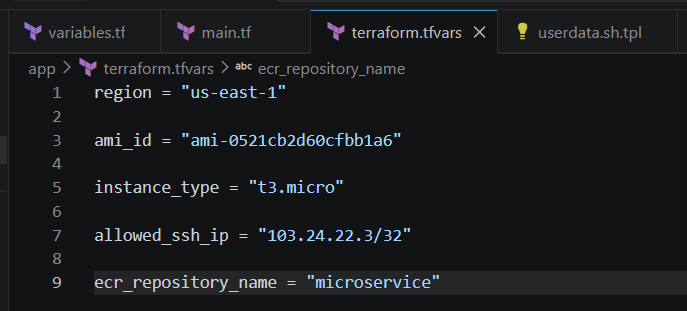 variables.tf main.tf terraform.tfvars userdata.sh.tpl
app > terraform.tfvars > abc ecr_repository_name
1 region = "us-east-1"
2
3 ami_id = "ami-0521cb2d60cfbb1a6"
4
5 instance_type = "t3.micro"
6
7 allowed_ssh_ip = "103.24.22.3/32"
8
9 ecr_repository_name = "microservice"